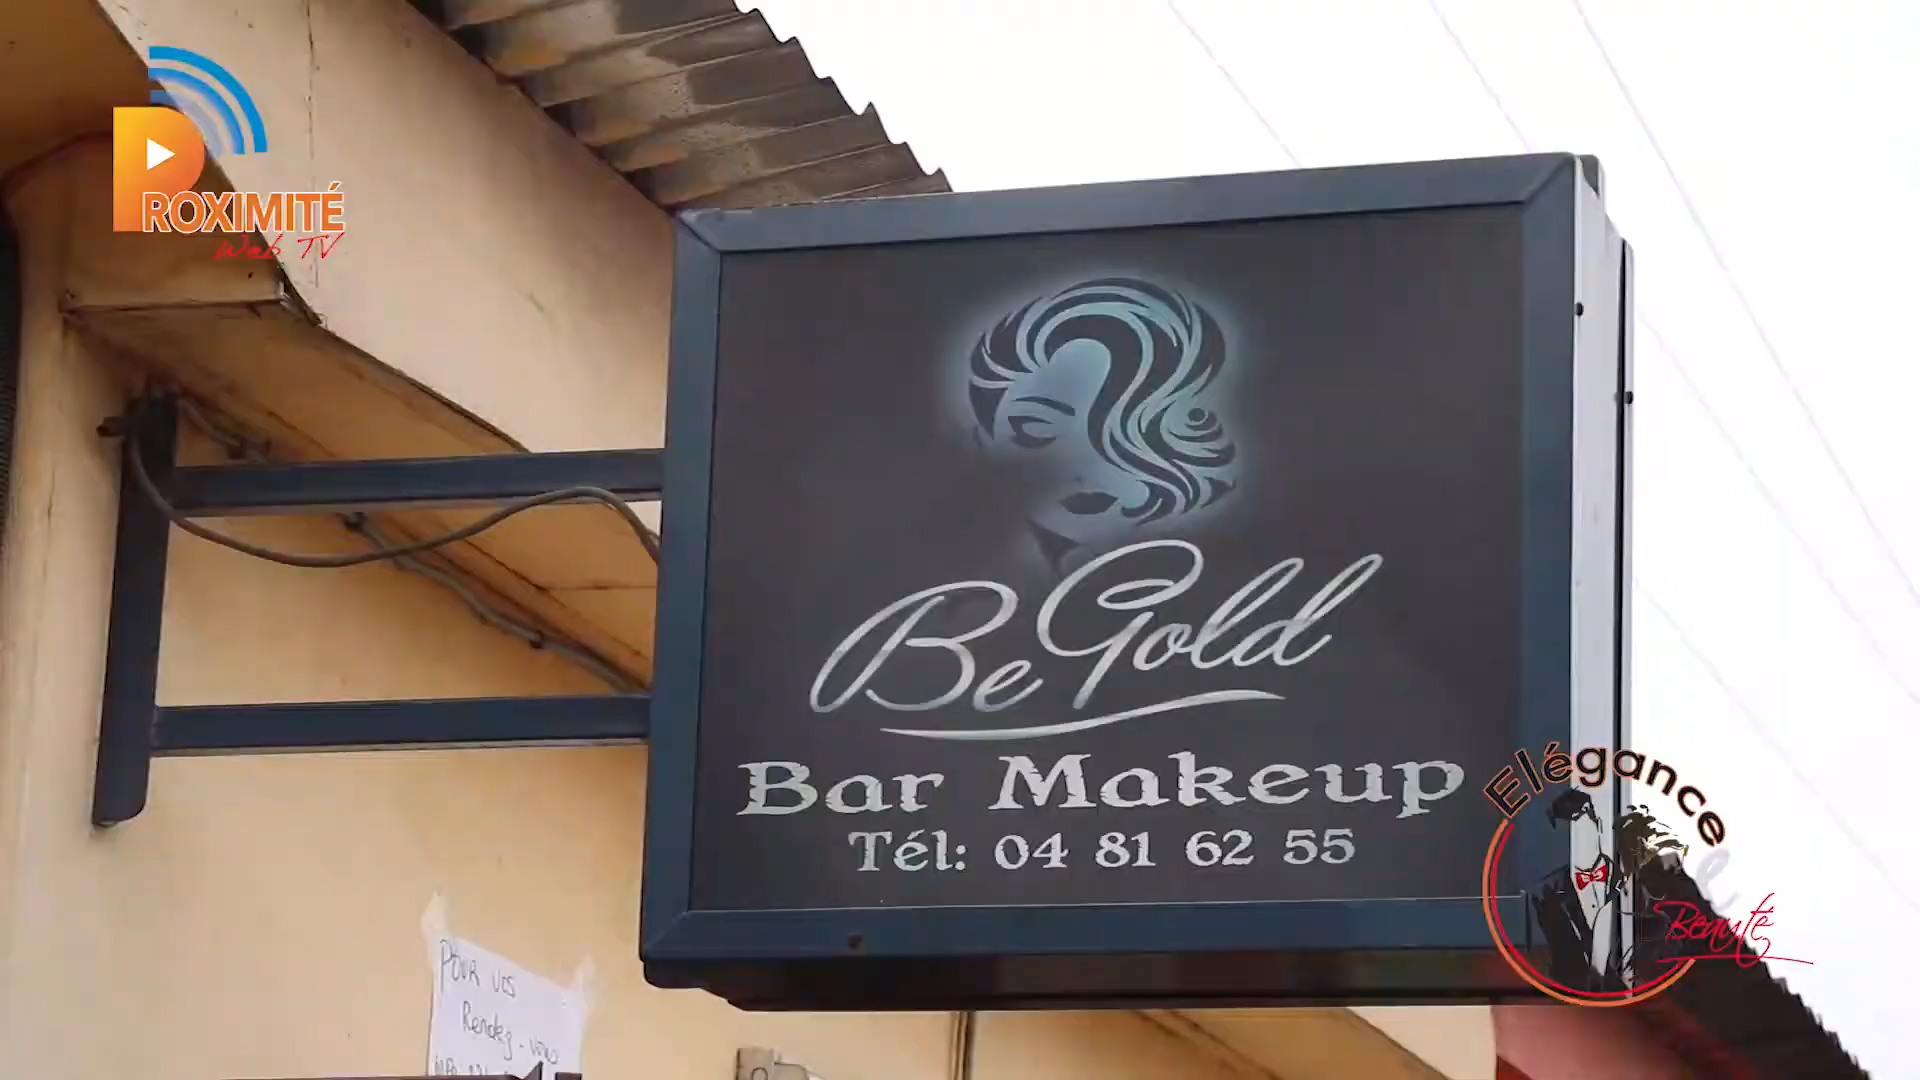 PROXIMITÉ
Web TV
Be Gold
Bar Makeup
Tél: 04 81 62 55
Elégance
Beauté
Pour vos
Rendez-vous